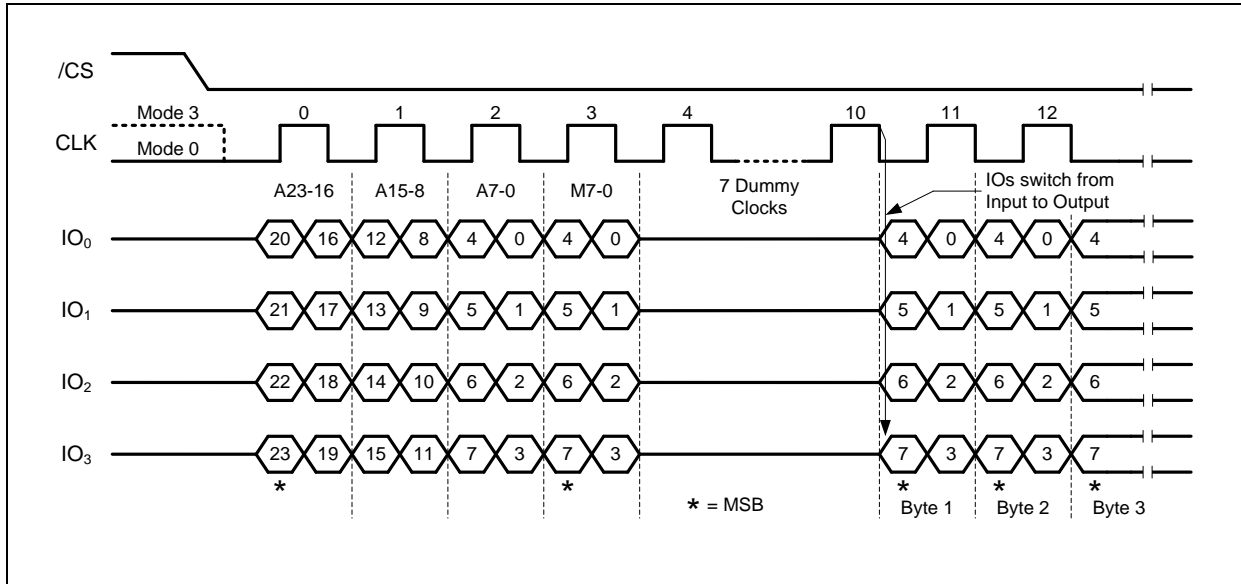 /CS
Mode 3
0 1 2 3 4 10 11 12
CLK
Mode 0
A23-16 A15-8 A7-0 M7-0
7 Dummy
Clocks
IOs switch from
Input to Output
IO0 20 16 12 8 4 0 4 0 4 0 4 0 4
IO1 21 17 13 9 5 1 5 1 5 1 5 1 5
IO2 22 18 14 10 6 2 6 2 6 2 6 2 6
IO3 23 19 15 11 7 3 7 3 7 3 7 3 7
* * * * *
* = MSB
Byte 1 Byte 2 Byte 3